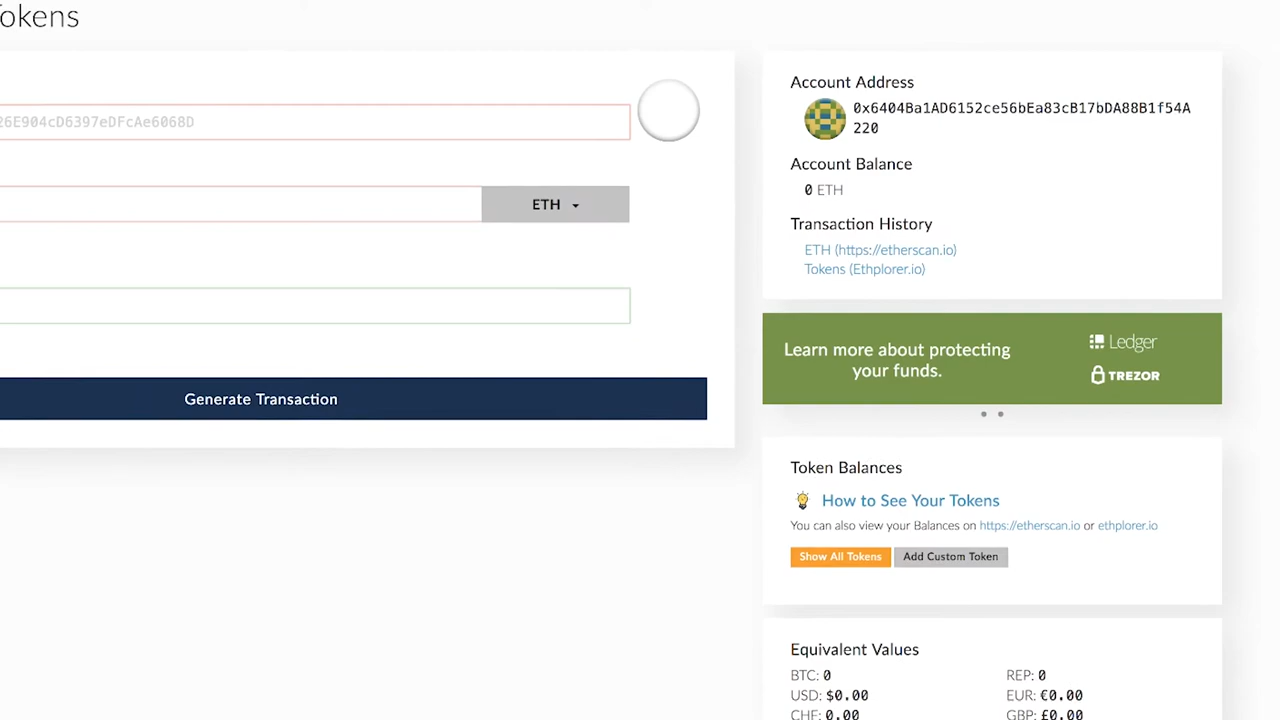 Tokens
26E904cD6397eDFcAe6068D
ETH
Generate Transaction
Account Address
0x6404Ba1AD6152ce56bEa83cB17bDA88B1f54A
220
Account Balance
0 ETH
Transaction History
ETH (https://etherscan.io)
Tokens (Ethplorer.io)
Learn more about protecting
your funds.
Ledger
TREZOR
Token Balances
How to See Your Tokens
You can also view your Balances on https://etherscan.io or ethplorer.io
Show All Tokens Add Custom Token
Equivalent Values
BTC: 0 REP: 0
USD: $0.00 EUR: €0.00
CHF: 0.00 GBP: £0.00